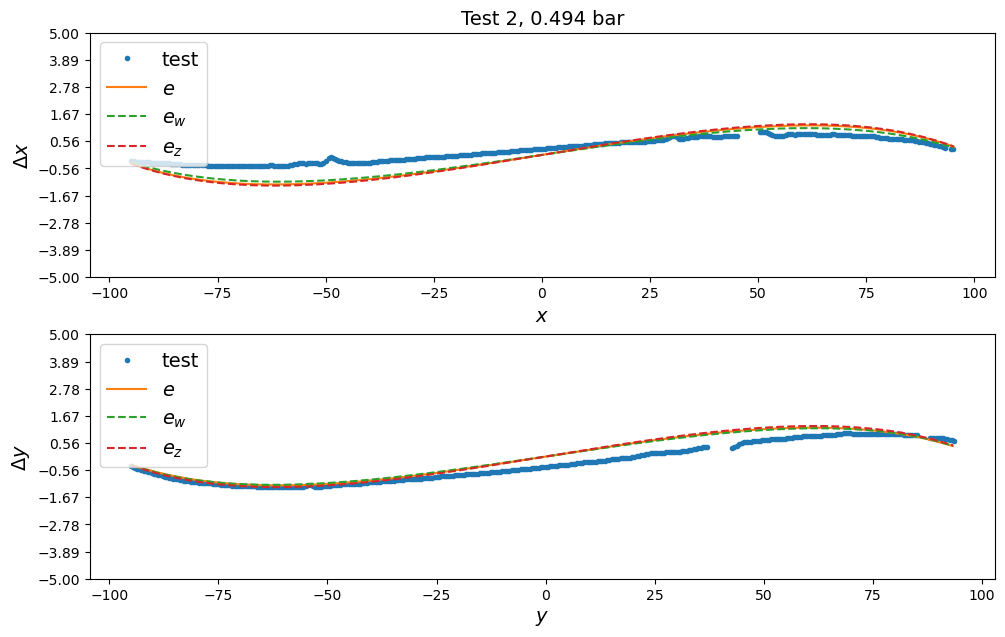 Test 2, 0.494 bar
5.00
3.89
2.78
1.67
0.56
−0.56
−1.67
−2.78
−3.89
−5.00
Δx
test
e
e_w
e_z
−100 −75 −50 −25 0 25 50 75 100
x
5.00
3.89
2.78
1.67
0.56
−0.56
−1.67
−2.78
−3.89
−5.00
Δy
test
e
e_w
e_z
−100 −75 −50 −25 0 25 50 75 100
y